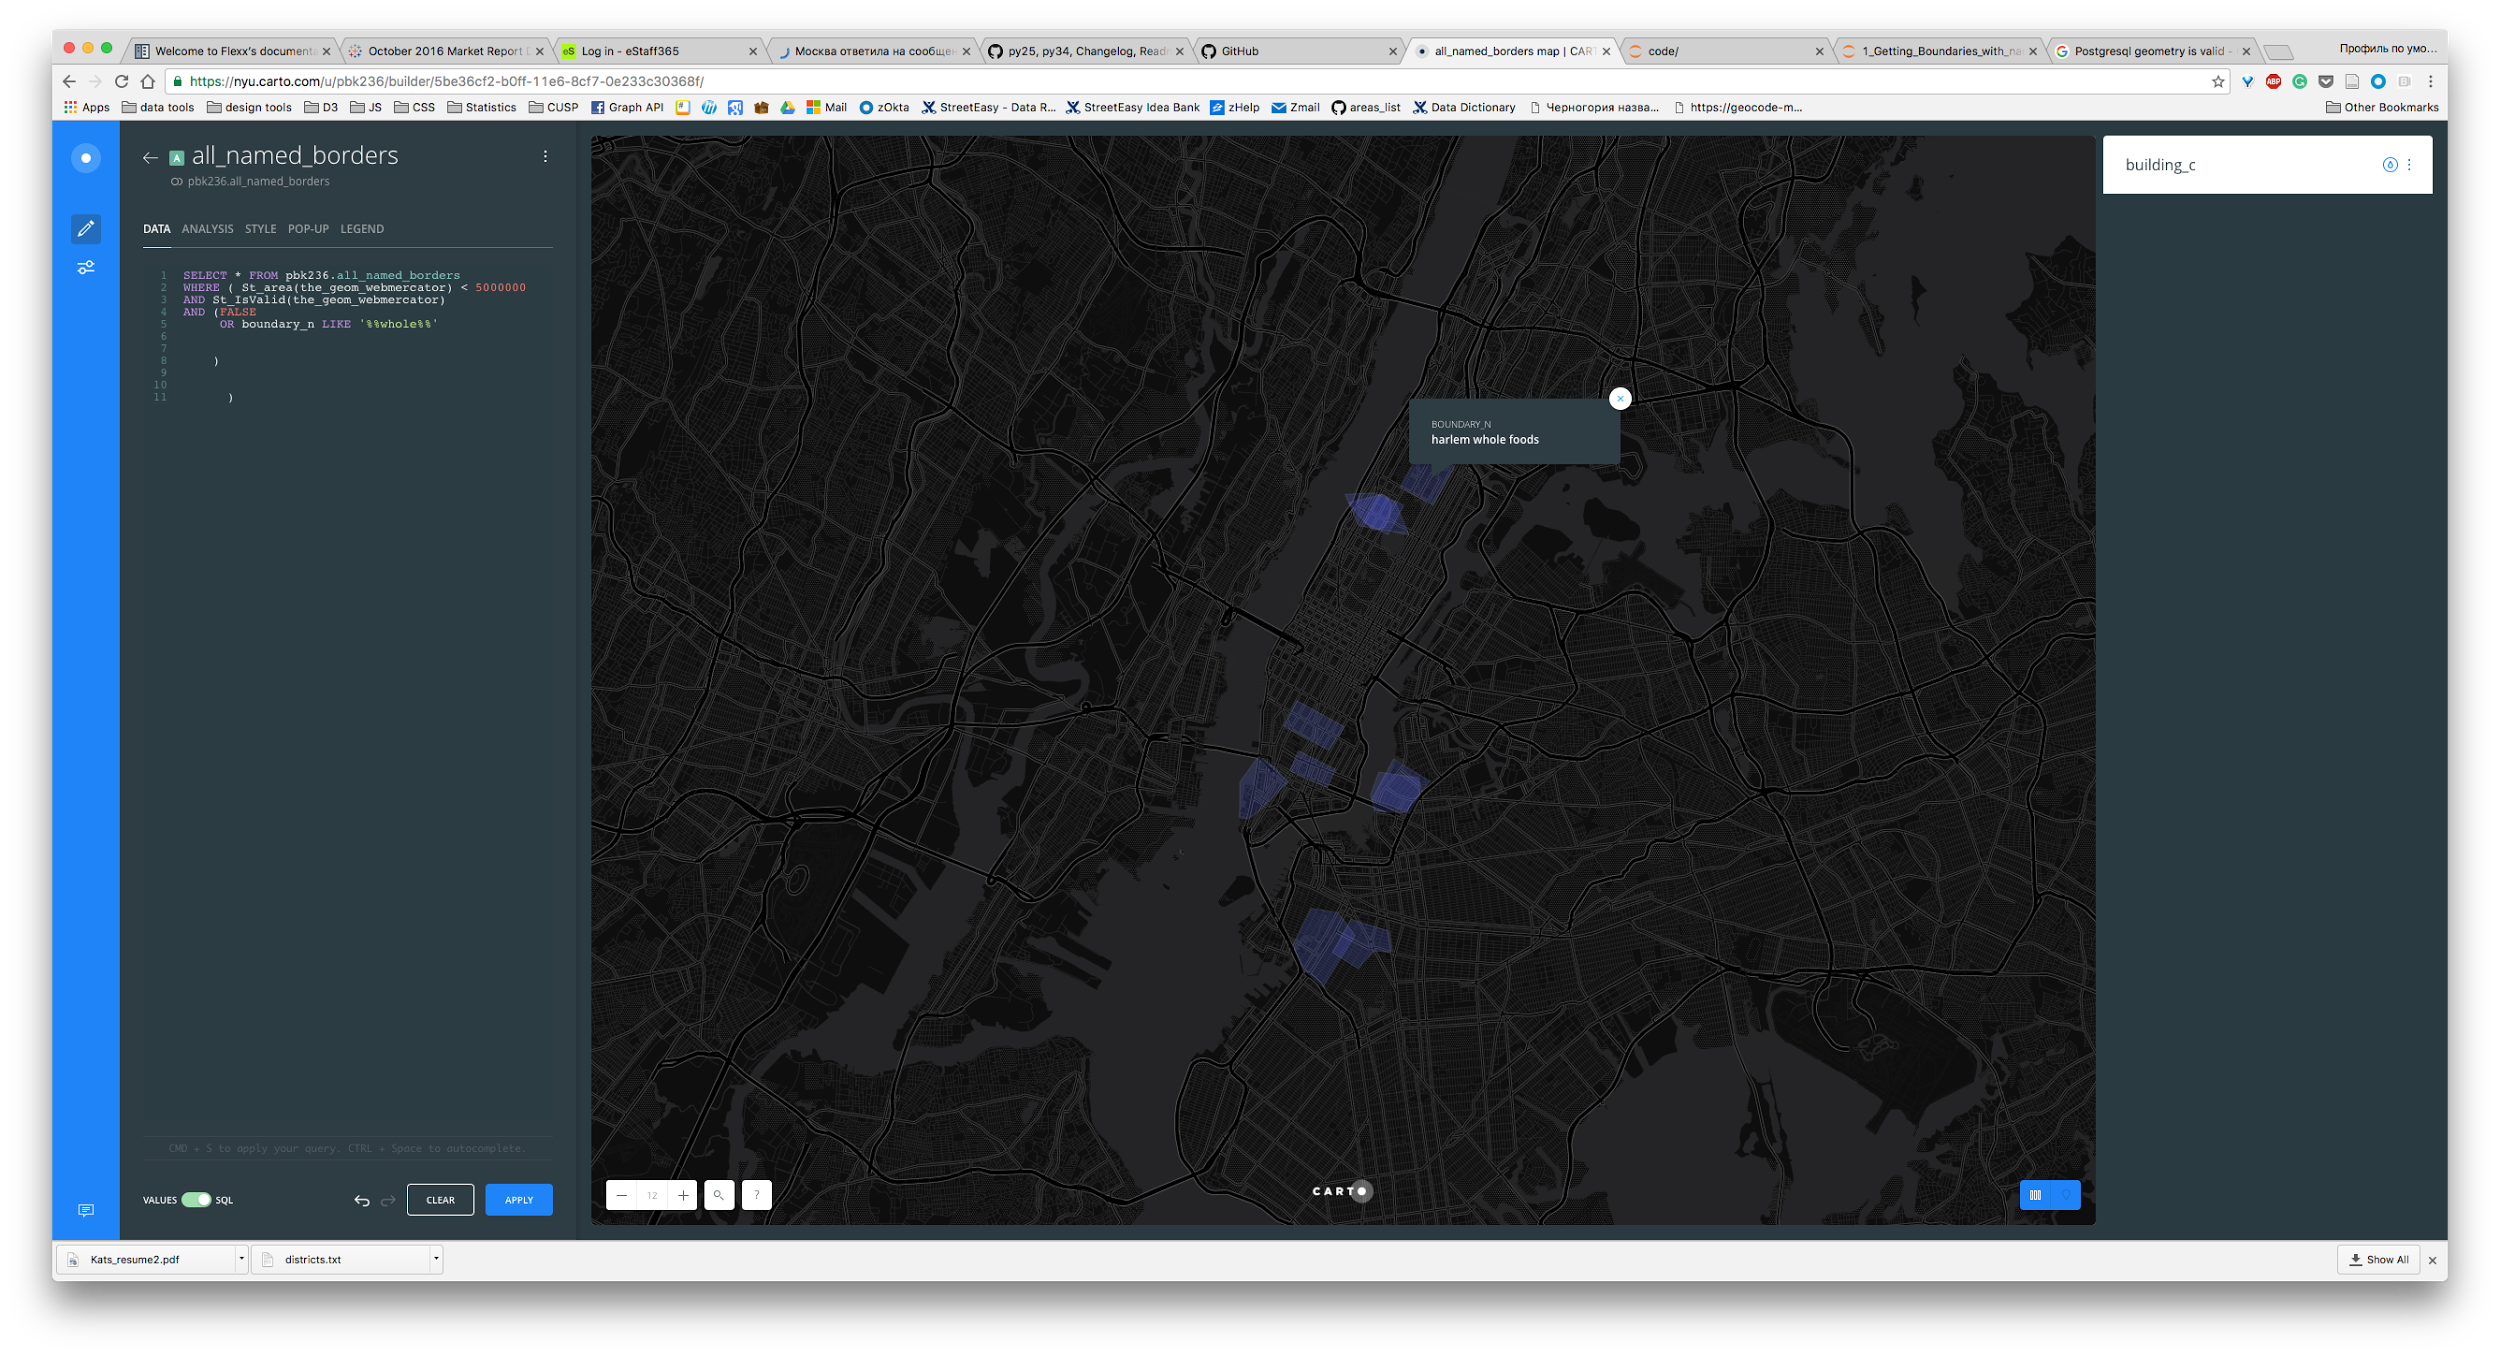 Welcome to Flexx's documenta
October 2016 Market Report
Log in - eStaff365
Москва ответила на сообщен
py25, py34, Changelog, Readm
GitHub
all_named_borders map | CART
code/
1_Getting_Boundaries_with_na
Postgresql geometry is valid -
Профиль по умо...
https://nyu.carto.com/u/pbk236/builder/5be36cf2-b0ff-11e6-8cf7-0e233c30368f/
Apps
data tools
design tools
D3
JS
CSS
Statistics
CUSP
Graph API
Mail
zOkta
StreetEasy - Data R...
StreetEasy Idea Bank
zHelp
Zmail
areas_list
Data Dictionary
Черногория назва...
https://geocode-m...
Other Bookmarks
A all_named_borders
pbk236.all_named_borders
DATA ANALYSIS STYLE POP-UP LEGEND
1 SELECT * FROM pbk236.all_named_borders
2 WHERE ( St_area(the_geom_webmercator) < 5000000
3 AND St_IsValid(the_geom_webmercator)
4 AND (FALSE
5 OR boundary_n LIKE '%%whole%%'
6
7
8 )
9
10
11 )
CMD + S to apply your query. CTRL + Space to autocomplete.
VALUES SQL
CLEAR
APPLY
BOUNDARY_N
harlem whole foods
building_c
12
?
CARTO
Kats_resume2.pdf
districts.txt
Show All